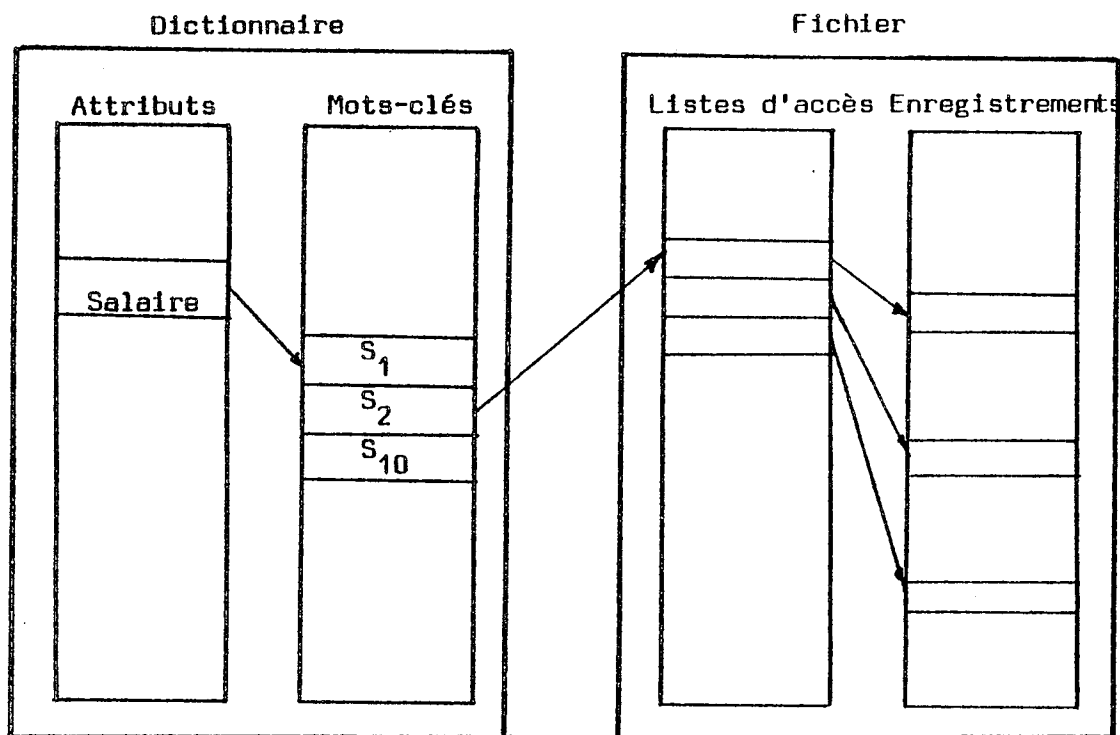 Dictionnaire
Fichier
Attributs
Mots-clés
Listes d'accès
Enregistrements
Salaire
S1
S2
S10